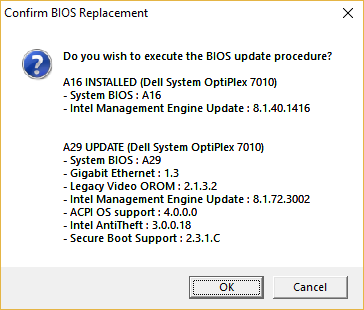 Confirm BIOS Replacement
Do you wish to execute the BIOS update procedure?
A16 INSTALLED (Dell System OptiPlex 7010)
- System BIOS : A16
- Intel Management Engine Update : 8.1.40.1416
A29 UPDATE (Dell System OptiPlex 7010)
- System BIOS : A29
- Gigabit Ethernet : 1.3
- Legacy Video OROM : 2.1.3.2
- Intel Management Engine Update : 8.1.72.3002
- ACPI OS support : 4.0.0.0
- Intel AntiTheft : 3.0.0.18
- Secure Boot Support : 2.3.1.C
OK
Cancel